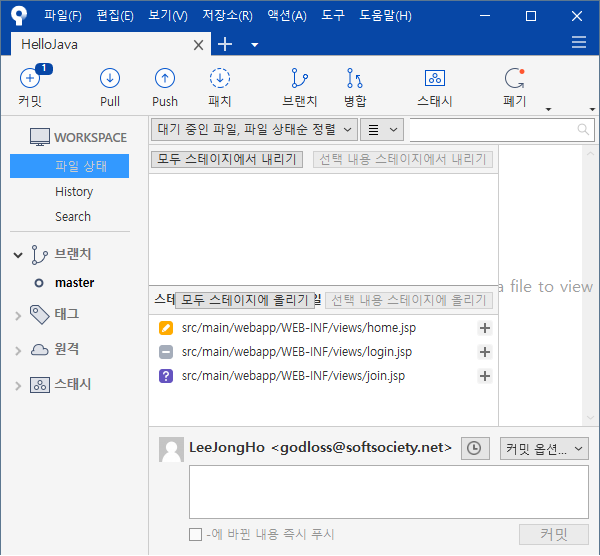 파일(F) 편집(E) 보기(V) 저장소(R) 액션(A) 도구 도움말(H)
HelloJava
1
커밋 Pull Push 패치 브랜치 병합 스태시 폐기
WORKSPACE
파일 상태
History
Search
브랜치
master
태그
원격
스태시
대기 중인 파일, 파일 상태순 정렬
모두 스테이지에서 내리기 선택 내용 스테이지에서 내리기
a file to view
스테 모두 스테이지에 올리기 일 선택 내용 스테이지에 올리기
src/main/webapp/WEB-INF/views/home.jsp
src/main/webapp/WEB-INF/views/login.jsp
src/main/webapp/WEB-INF/views/join.jsp
LeeJongHo <godloss@softsociety.net> 커밋 옵션...
-에 바뀐 내용 즉시 푸시 커밋